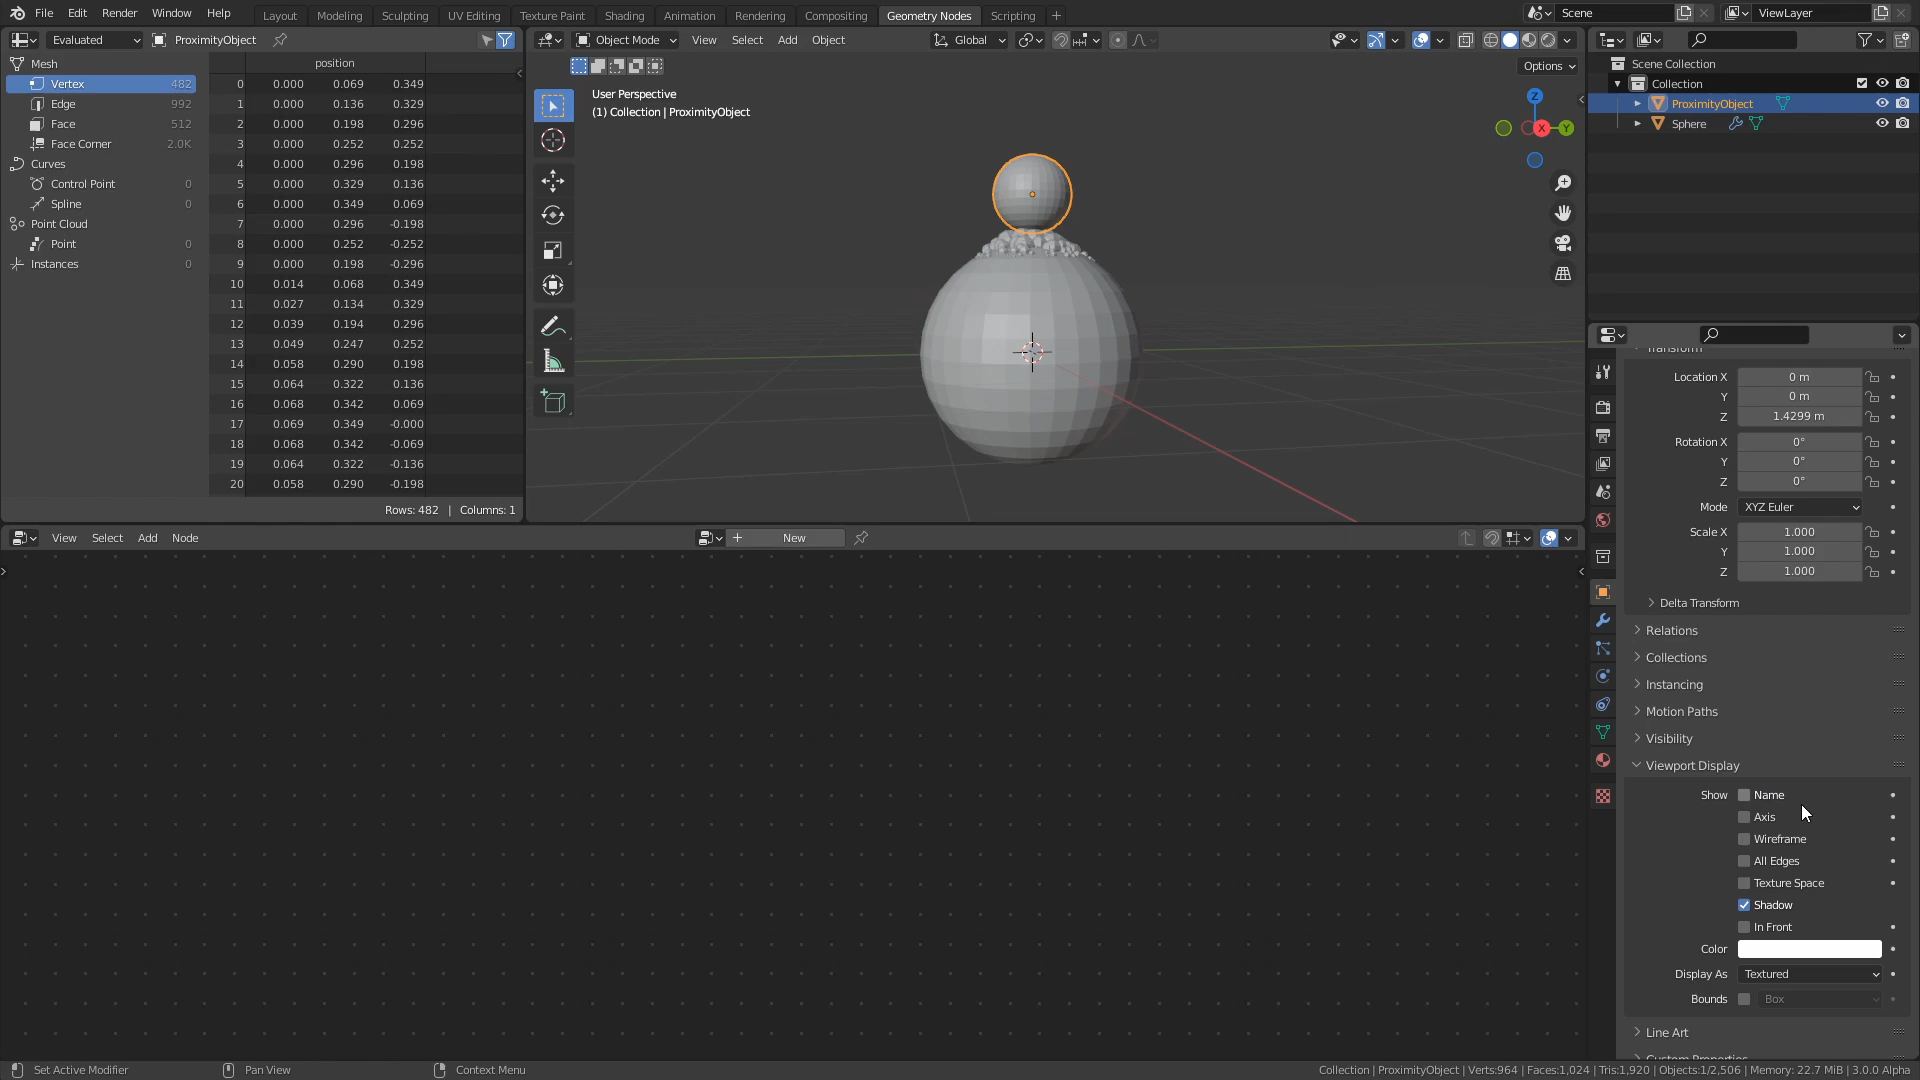 File Edit Render Window Help Layout Modeling Sculpting UV Editing Texture Paint Shading Animation Rendering Compositing Geometry Nodes Scripting Scene ViewLayer
Evaluated ProximityObject
Object Mode View Select Add Object Global
Options
Mesh
Vertex 482
Edge 992
Face 512
Face Corner 2.0K
Curves
Control Point 0
Spline 0
Point Cloud
Point 0
Instances 0
position
0 0.000 0.069 0.349
1 0.000 0.136 0.329
2 0.000 0.198 0.296
3 0.000 0.252 0.252
4 0.000 0.296 0.198
5 0.000 0.329 0.136
6 0.000 0.349 0.069
7 0.000 0.296 -0.198
8 0.000 0.252 -0.252
9 0.000 0.198 -0.296
10 0.014 0.068 0.349
11 0.027 0.134 0.329
12 0.039 0.194 0.296
13 0.049 0.247 0.252
14 0.058 0.290 0.198
15 0.064 0.322 0.136
16 0.068 0.342 0.069
17 0.069 0.349 -0.000
18 0.068 0.342 -0.069
19 0.064 0.322 -0.136
20 0.058 0.290 -0.198
Rows: 482 | Columns: 1
User Perspective
(1) Collection | ProximityObject
Z
X
Y
Scene Collection
Collection
ProximityObject
Sphere
Transform
Location X 0 m
Y 0 m
Z 1.4299 m
Rotation X 0°
Y 0°
Z 0°
Mode XYZ Euler
Scale X 1.000
Y 1.000
Z 1.000
Delta Transform
Relations
Collections
Instancing
Motion Paths
Visibility
Viewport Display
Show Name
Axis
Wireframe
All Edges
Texture Space
Shadow
In Front
Color
Display As Textured
Bounds Box
Line Art
Custom Properties
View Select Add Node New
Set Active Modifier Pan View Context Menu
Collection | ProximityObject | Verts:964 | Faces:1,024 | Tris:1,920 | Objects:1/2,506 | Memory: 22.7 MiB | 3.0.0 Alpha